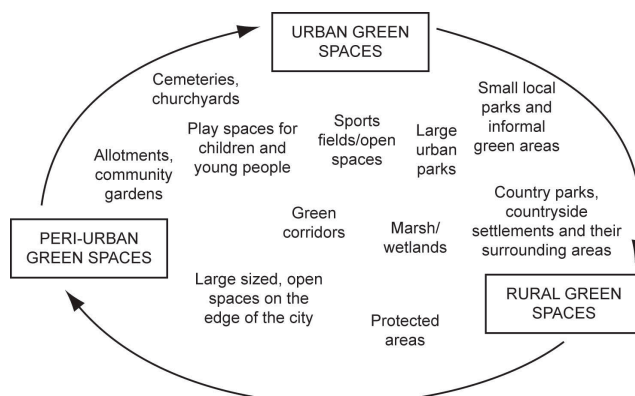 URBAN GREEN
SPACES
Cemeteries,
churchyards
Small local
parks and
informal
green areas
Play spaces for
children and
young people
Sports
fields/open
spaces
Large
urban
parks
Allotments,
community
gardens
Green
corridors
Marsh/
wetlands
Country parks,
countryside
settlements and their
surrounding areas
PERI-URBAN
GREEN SPACES
Large sized, open
spaces on the
edge of the city
Protected
areas
RURAL GREEN
SPACES